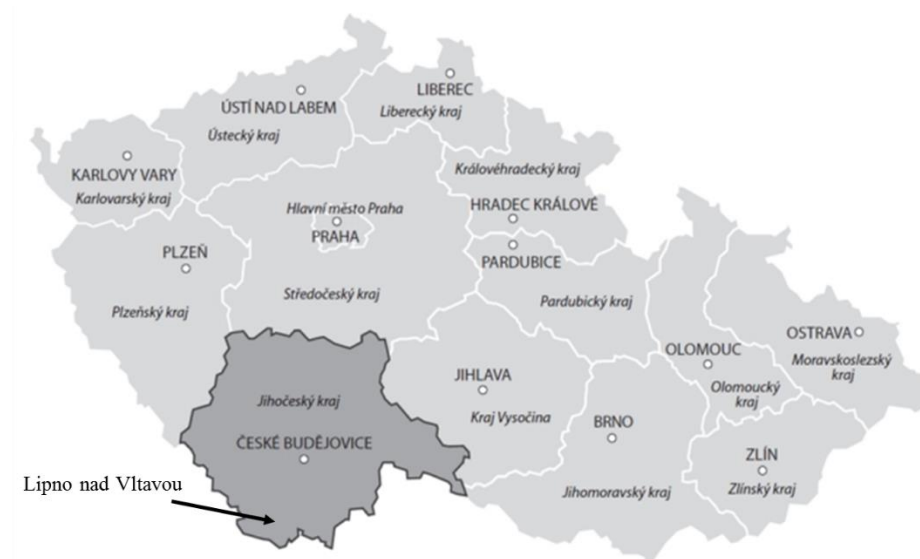 LIBEREC
Liberecký kraj
ÚSTÍ NAD LABEM
Ústecký kraj
KARLOVY VARY
Karlovarský kraj
Královéhradecký kraj
HRADEC KRÁLOVÉ
Hlavní město Praha
PRAHA
PLZEŇ
Plzeňský kraj
Středočeský kraj
PARDUBICE
Pardubický kraj
OSTRAVA
Moravskoslezský
kraj
OLOMOUC
Olomoucký
kraj
JIHLAVA
Kraj Vysočina
Jihočeský kraj
ČESKÉ BUDĚJOVICE
BRNO
Jihomoravský kraj
ZLÍN
Zlínský kraj
Lipno nad Vltavou